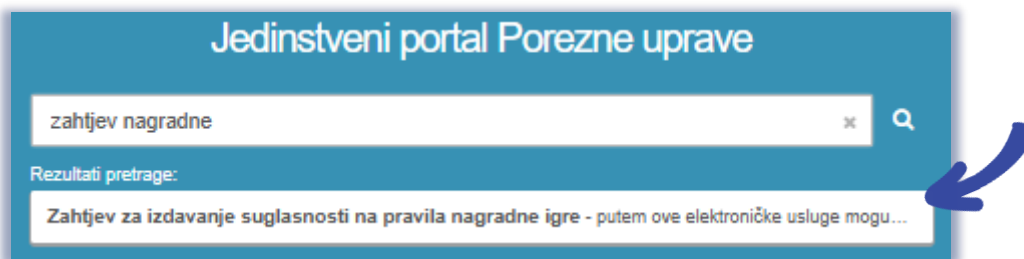 Jedinstveni portal Porezne uprave
zahtjev nagradne
Rezultati pretrage:
Zahtjev za izdavanje suglasnosti na pravila nagradne igre - putem ove elektroničke usluge mogu...